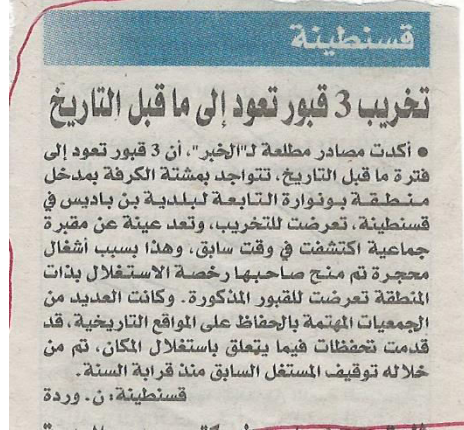 قسنطينة
تخريب 3 قبور تعود إلى ما قبل التاريخ
● أكدت مصادر مطلعة لـ"الخبر"، أن 3 قبور تعود إلى
فترة ما قبل التاريخ، تتواجد بمشتة الكرفة بمدخل
منطقة بونوارة التابعة لبلدية بن باديس في
قسنطينة، تعرضت للتخريب، وتعد عينة عن مقبرة
جماعية اكتشفت في وقت سابق، وهذا بسبب أشغال
محجرة تم منح صاحبها رخصة الاستغلال بذات
المنطقة تعرضت للقبور المذكورة. وكانت العديد من
الجمعيات المهتمة بالحفاظ على المواقع التاريخية، قد
قدمت تحفظات فيما يتعلق باستغلال المكان، تم من
خلاله توقيف المستغل السابق منذ قرابة السنة.
قسنطينة: ن. وردة